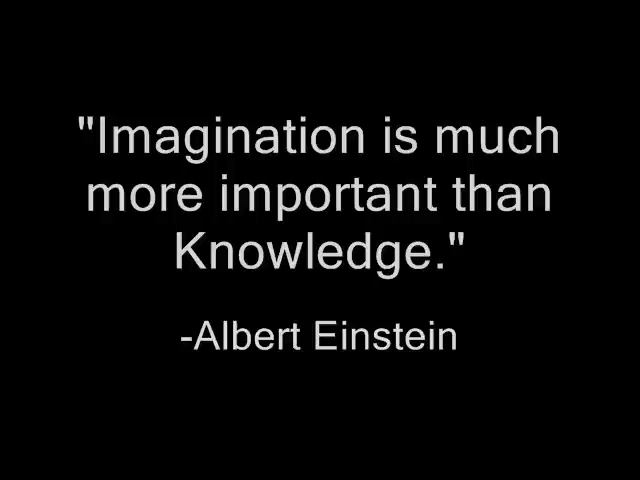 "Imagination is much
more important than
Knowledge."
-Albert Einstein